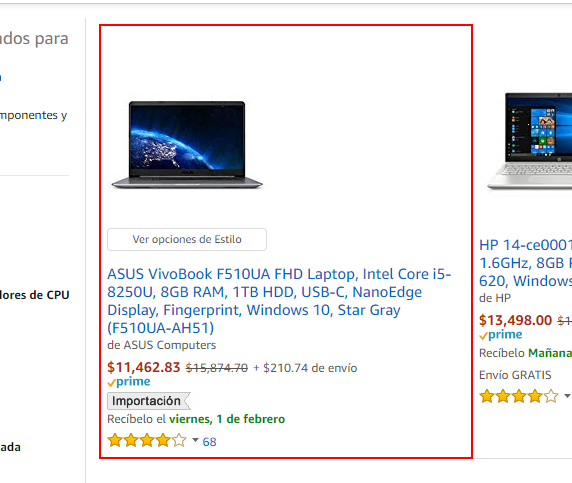 ados para
mponentes y
dores de CPU
ada
Ver opciones de Estilo
ASUS VivoBook F510UA FHD Laptop, Intel Core i5-
8250U, 8GB RAM, 1TB HDD, USB-C, NanoEdge
Display, Fingerprint, Windows 10, Star Gray
(F510UA-AH51)
de ASUS Computers
$11,462.83 $15,874.70 + $210.74 de envío
prime
Importación
Recíbelo el viernes, 1 de febrero
68
HP 14-ce0001
1.6GHz, 8GB R
620, Windows
de HP
$13,498.00 $1
prime
Recíbelo Mañana
Envío GRATIS